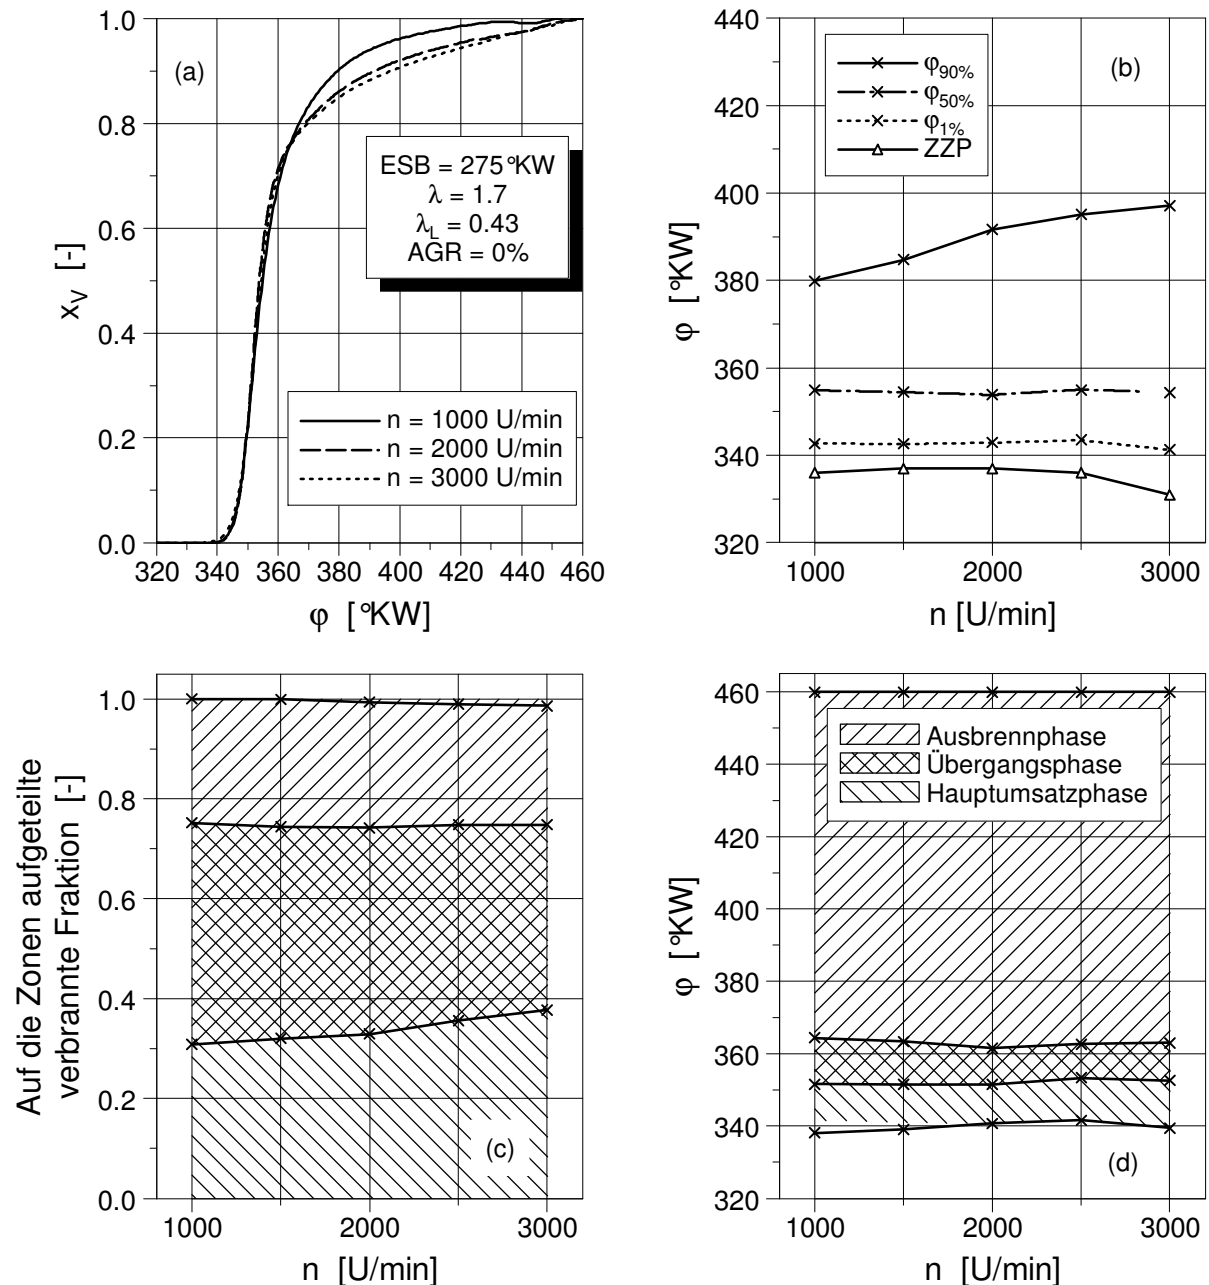 1.0
0.8
0.6
0.4
0.2
0.0
x_V [-]
(a)
ESB = 275°KW
λ = 1.7
λ_L = 0.43
AGR = 0%
n = 1000 U/min
n = 2000 U/min
n = 3000 U/min
320 340 360 380 400 420 440 460
φ [°KW]
440
420
400
380
360
340
320
φ [°KW]
φ_90%
φ_50%
φ_1%
ZZP
(b)
1000 2000 3000
n [U/min]
Auf die Zonen aufgeteilte
verbrannte Fraktion [-]
1.0
0.8
0.6
0.4
0.2
0.0
(c)
1000 2000 3000
n [U/min]
460
440
420
400
380
360
340
320
φ [°KW]
Ausbrennphase
Übergangsphase
Hauptumsatzphase
(d)
1000 2000 3000
n [U/min]